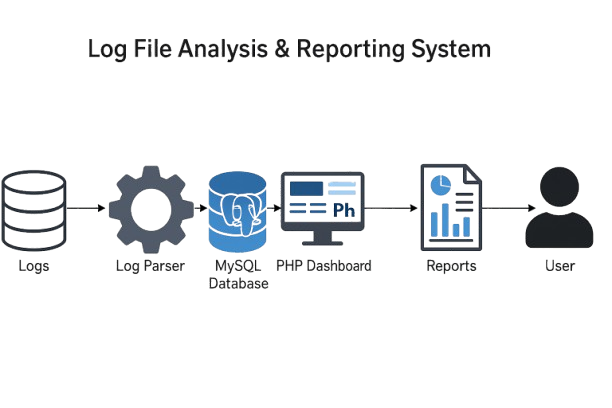 Log File Analysis & Reporting System
Ph
Logs
Log Parser
MySQL
Database
PHP Dashboard
Reports
User